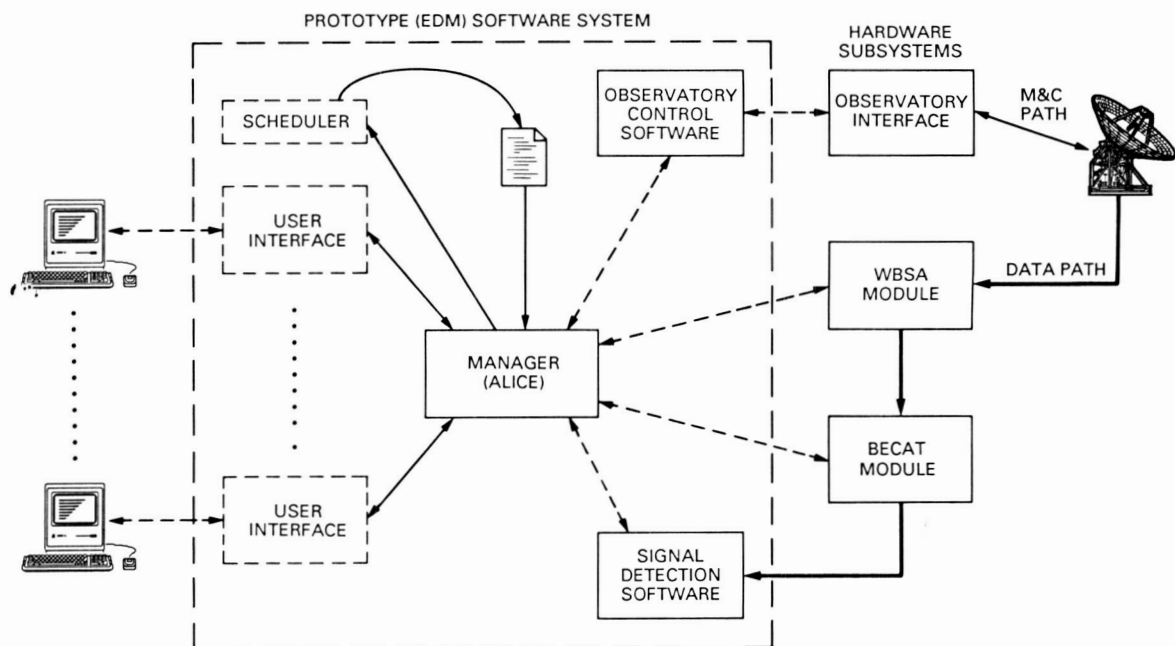 PROTOTYPE (EDM) SOFTWARE SYSTEM
HARDWARE
SUBSYSTEMS
SCHEDULER
OBSERVATORY
CONTROL
SOFTWARE
OBSERVATORY
INTERFACE
M&C
PATH
USER
INTERFACE
WBSA
MODULE
DATA PATH
MANAGER
(ALICE)
BECAT
MODULE
USER
INTERFACE
SIGNAL
DETECTION
SOFTWARE